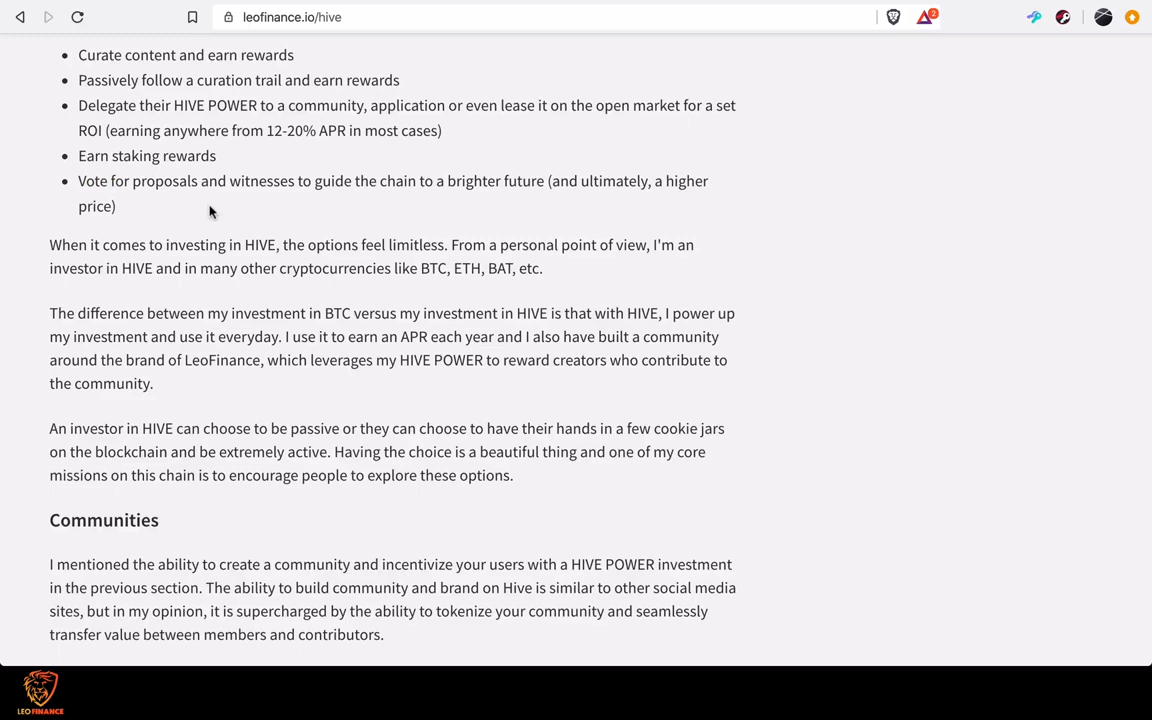 leofinance.io/hive
2
Curate content and earn rewards
Passively follow a curation trail and earn rewards
Delegate their HIVE POWER to a community, application or even lease it on the open market for a set
ROI (earning anywhere from 12-20% APR in most cases)
Earn staking rewards
Vote for proposals and witnesses to guide the chain to a brighter future (and ultimately, a higher
price)
When it comes to investing in HIVE, the options feel limitless. From a personal point of view, I'm an
investor in HIVE and in many other cryptocurrencies like BTC, ETH, BAT, etc.
The difference between my investment in BTC versus my investment in HIVE is that with HIVE, I power up
my investment and use it everyday. I use it to earn an APR each year and I also have built a community
around the brand of LeoFinance, which leverages my HIVE POWER to reward creators who contribute to
the community.
An investor in HIVE can choose to be passive or they can choose to have their hands in a few cookie jars
on the blockchain and be extremely active. Having the choice is a beautiful thing and one of my core
missions on this chain is to encourage people to explore these options.
Communities
I mentioned the ability to create a community and incentivize your users with a HIVE POWER investment
in the previous section. The ability to build community and brand on Hive is similar to other social media
sites, but in my opinion, it is supercharged by the ability to tokenize your community and seamlessly
transfer value between members and contributors.
LEOFINANCE